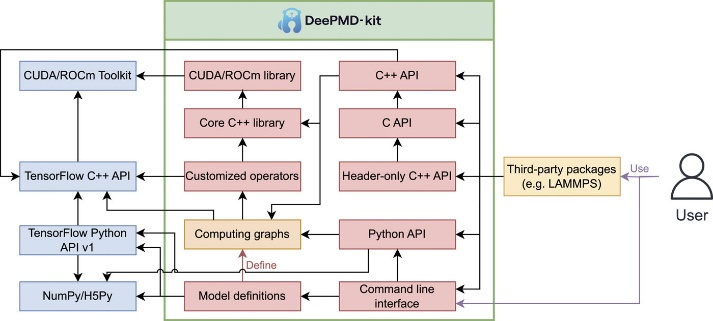 DeePMD-kit
CUDA/ROCm Toolkit
CUDA/ROCm library
C++ API
Core C++ library
C API
TensorFlow C++ API
Customized operators
Header-only C++ API
Third-party packages
(e.g. LAMMPS)
Use
User
TensorFlow Python
API v1
Computing graphs
Python API
Define
NumPy/H5Py
Model definitions
Command line
interface